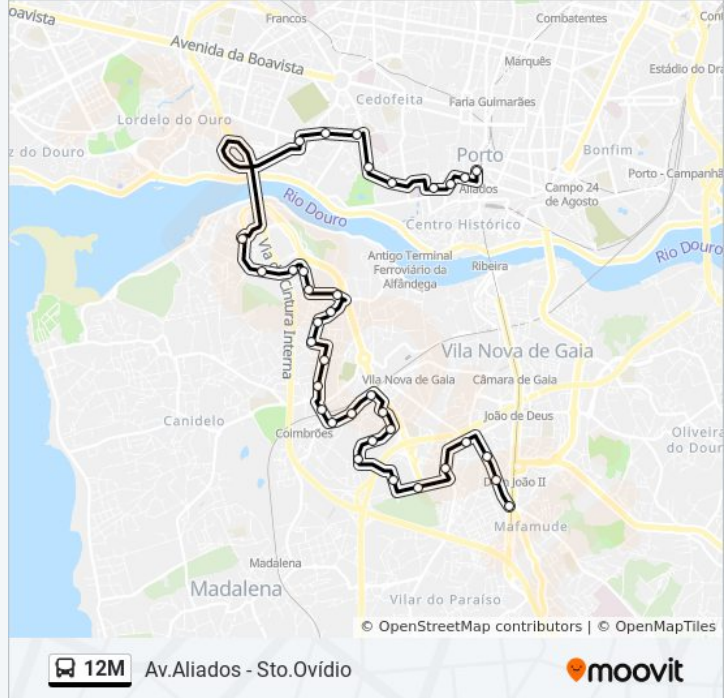 oavista
Francos
Combatentes
Con
Avenida da Boavista
Marquês
Estádio do Dra
Cedofeita
Faria Guimarães
Lordelo do Ouro
z do Douro
Porto
Bonfim
Porto - Campanhã
Aliados
Campo 24
de Agosto
Rio Douro
Centro Histórico
Rio Douro
Antigo Terminal
Ferroviário da
Alfândega
Ribeira
Via d
Cintura Interna
Vila Nova de Gaia
Vila Nova de Gaia
Câmara de Gaia
João de Deus
Canidelo
Coimbrões
Oliveira
do Dour
D
João II
Mafamude
Madalena
Madalena
Vilar do Paraíso
© OpenStreetMap contributors | © OpenMapTiles
12M Av.Aliados - Sto.Ovídio
moovit